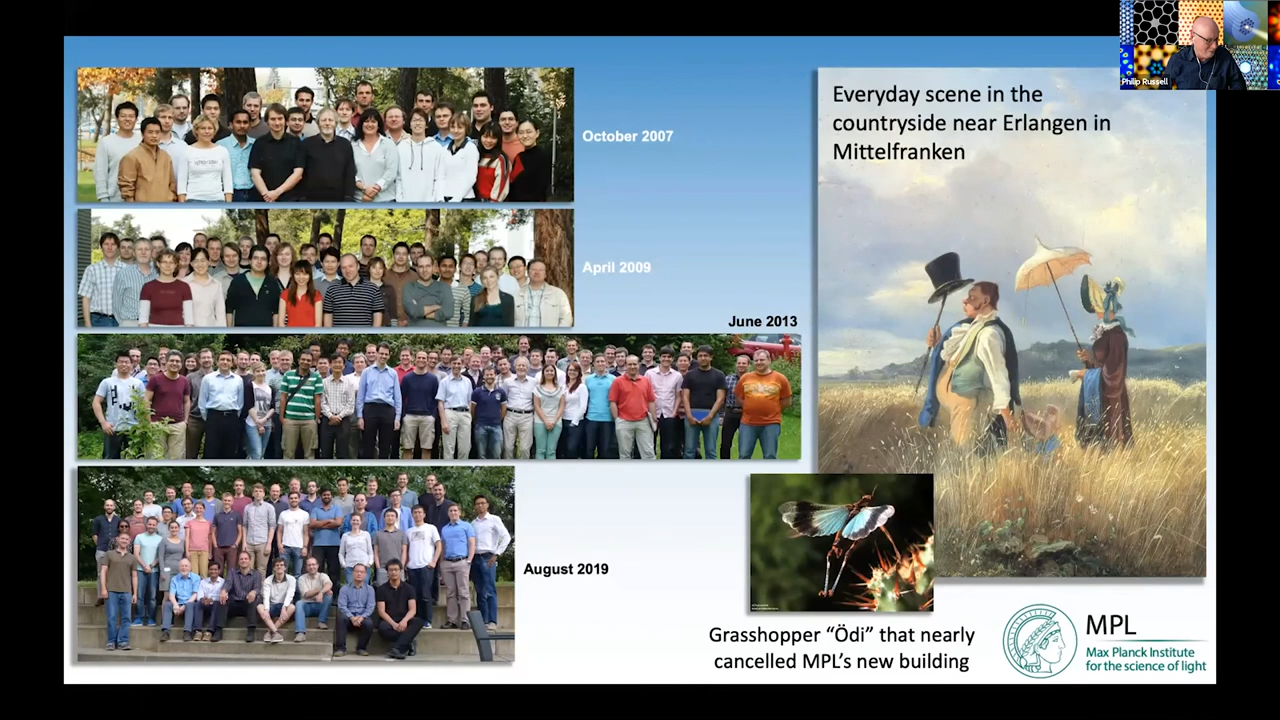 Philip Russell
Everyday scene in the
countryside near Erlangen in
Mittelfranken
October 2007
April 2009
June 2013
August 2019
Grasshopper “Ödi” that nearly
cancelled MPL’s new building
MPL
Max Planck Institute
for the science of light